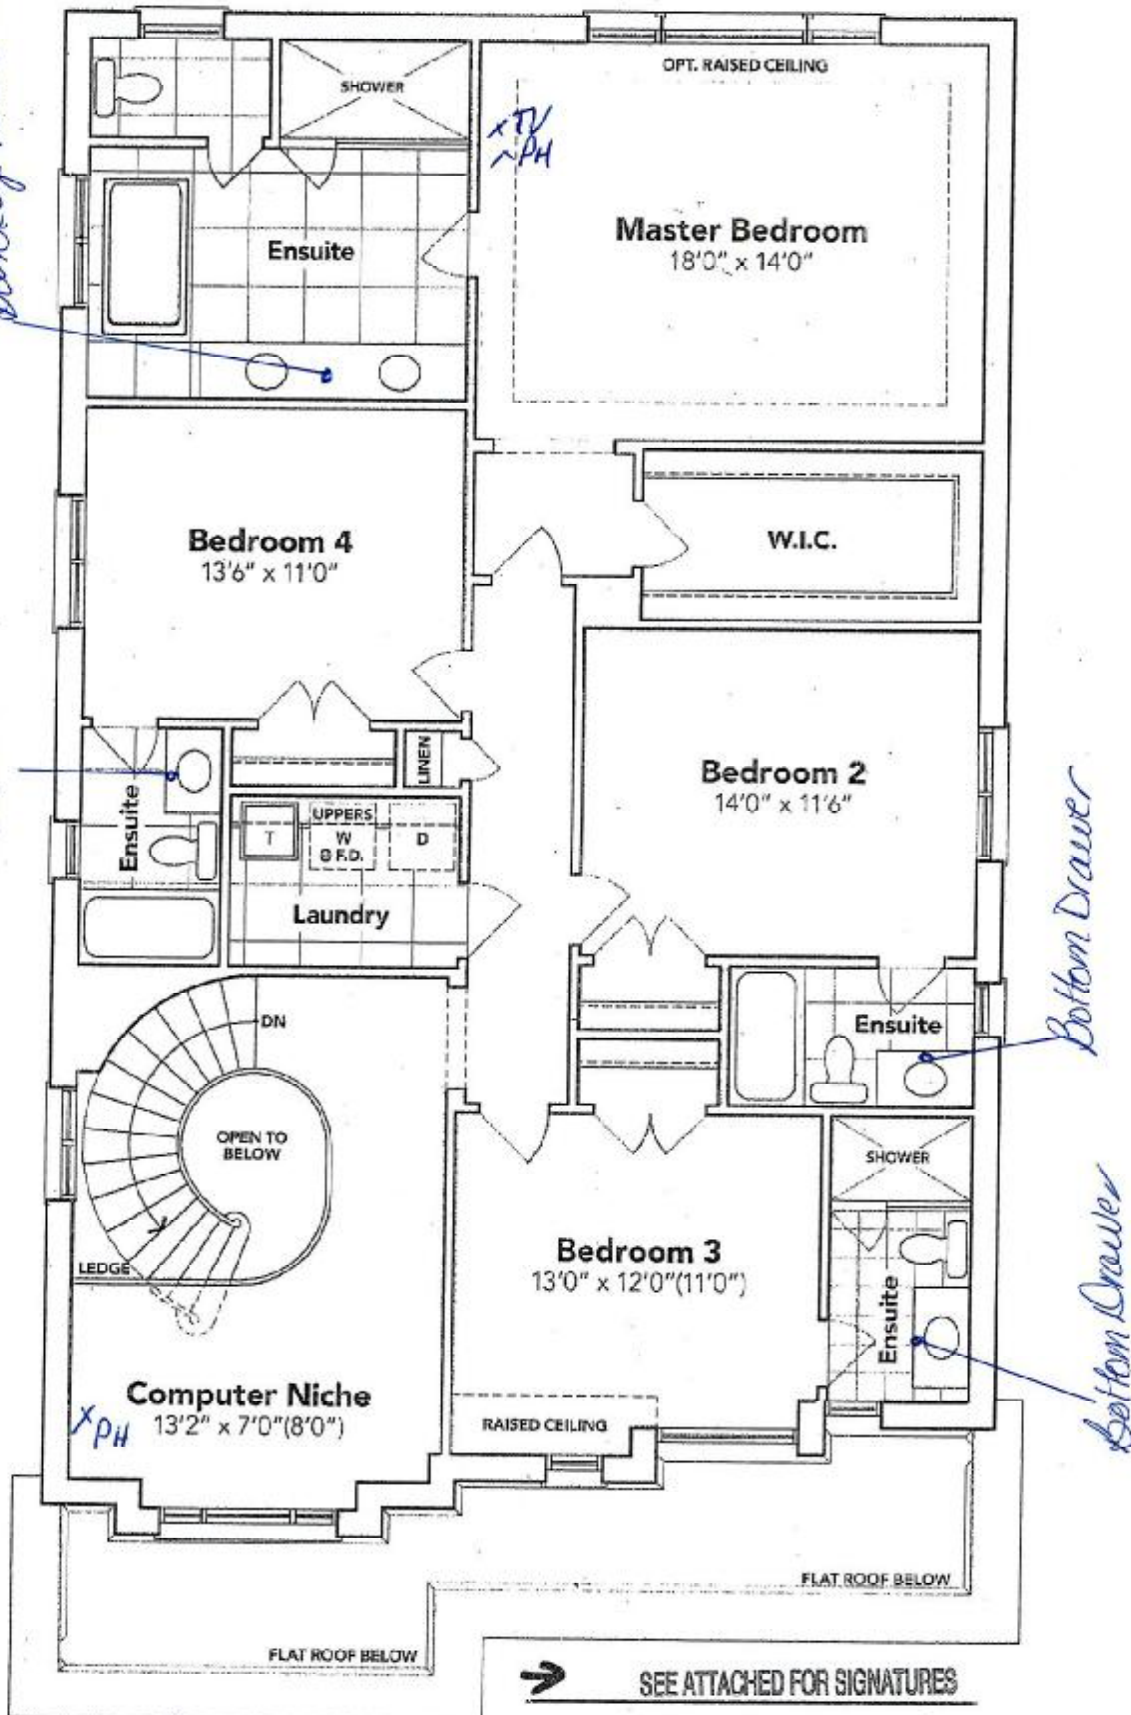 OPT. RAISED CEILING
SHOWER
x TV
^ PH
Master Bedroom
18'0" x 14'0"
Ensuite
Bedroom 4
13'6" x 11'0"
W.I.C.
LINEN
Bedroom 2
14'0" x 11'6"
Ensuite
T
UPPERS
W
D
Laundry
Bottom Drawer
DN
Ensuite
OPEN TO
BELOW
SHOWER
LEDGE
Bedroom 3
13'0" x 12'0"(11'0")
Ensuite
Bottom Drawer
Computer Niche
13'2" x 7'0"(8'0")
x PH
RAISED CEILING
FLAT ROOF BELOW
FLAT ROOF BELOW
SEE ATTACHED FOR SIGNATURES